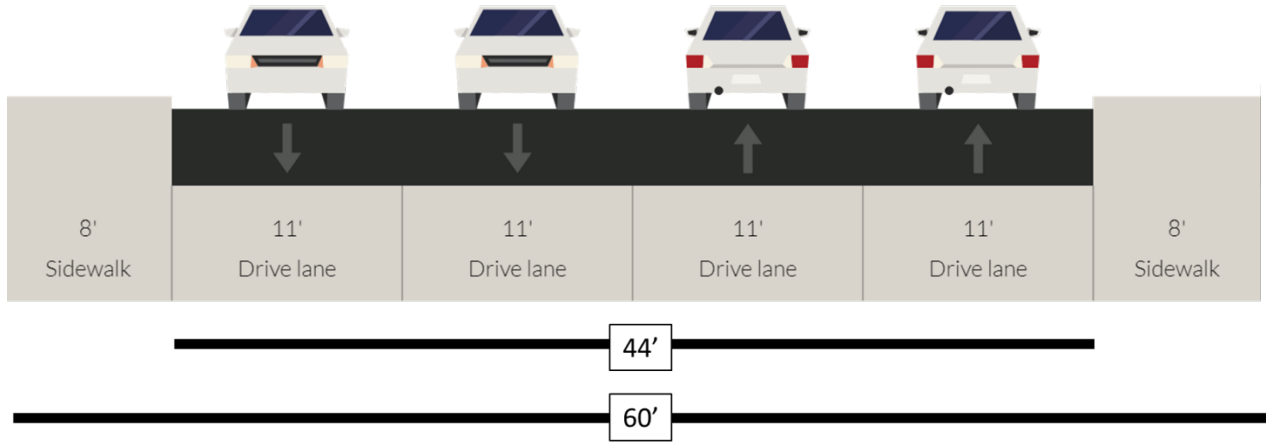 8'
Sidewalk
11'
Drive lane
11'
Drive lane
11'
Drive lane
11'
Drive lane
8'
Sidewalk
44’
60’